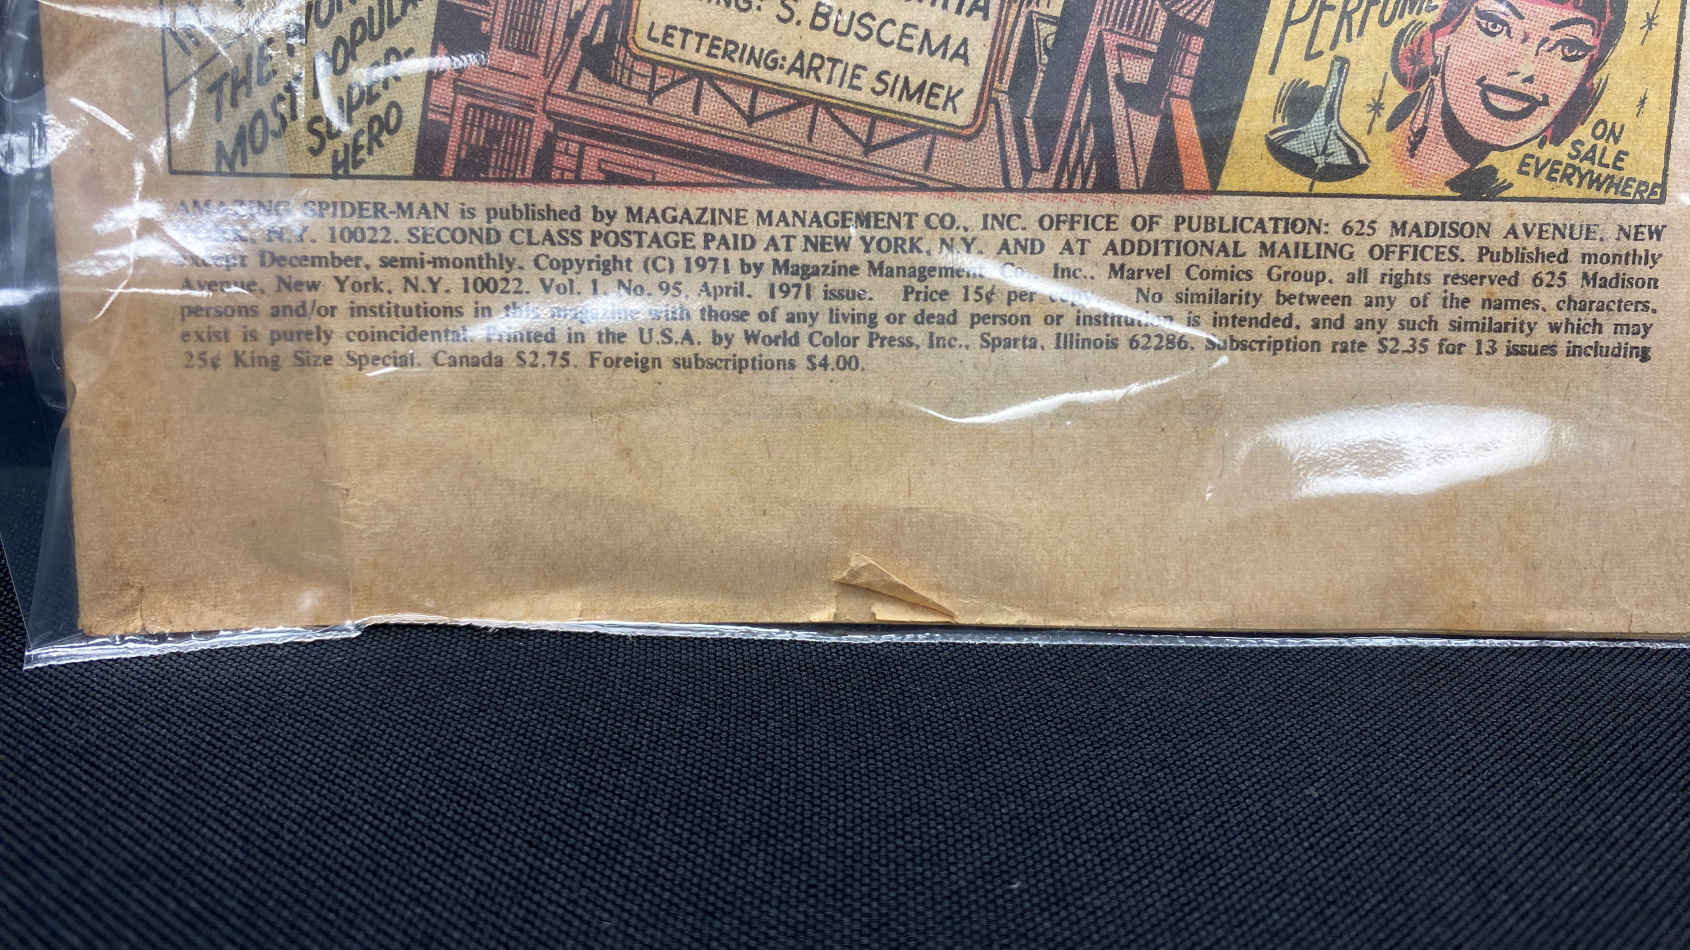 THE
MOST POPULAR
SUPER-
HERO
S. BUSCEMA
LETTERING: ARTIE SIMEK
PERFUME
ON
SALE
EVERYWHERE
AMAZING SPIDER-MAN is published by MAGAZINE MANAGEMENT CO., INC. OFFICE OF PUBLICATION: 625 MADISON AVENUE, NEW
YORK, N.Y. 10022. SECOND CLASS POSTAGE PAID AT NEW YORK, N.Y. AND AT ADDITIONAL MAILING OFFICES. Published monthly
except December, semi-monthly. Copyright (C) 1971 by Magazine Management Co., Inc., Marvel Comics Group, all rights reserved 625 Madison
Avenue, New York, N.Y. 10022. Vol. 1, No. 95, April, 1971 issue. Price 15¢ per copy. No similarity between any of the names, characters,
persons and/or institutions in this magazine with those of any living or dead person or institution is intended, and any such similarity which may
exist is purely coincidental. Printed in the U.S.A. by World Color Press, Inc., Sparta, Illinois 62286. Subscription rate $2.35 for 13 issues including
25¢ King Size Special. Canada $2.75. Foreign subscriptions $4.00.